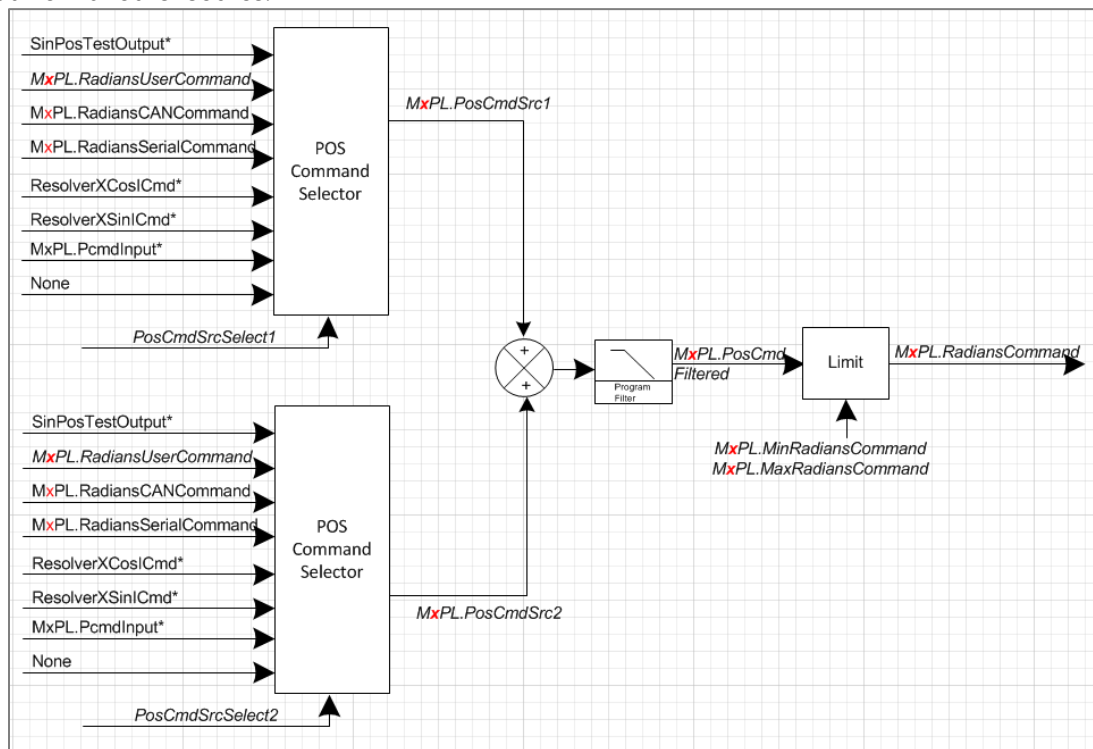 SinPosTestOutput*
MxPL.RadiansUserCommand
MxPL.RadiansCANCommand
MxPL.RadiansSerialCommand
ResolverXCosICmd*
ResolverXSinICmd*
MxPL.PcmdInput*
None
PosCmdSrcSelect1
POS
Command
Selector
MxPL.PosCmdSrc1
SinPosTestOutput*
MxPL.RadiansUserCommand
MxPL.RadiansCANCommand
MxPL.RadiansSerialCommand
ResolverXCosICmd*
ResolverXSinICmd*
MxPL.PcmdInput*
None
PosCmdSrcSelect2
POS
Command
Selector
MxPL.PosCmdSrc2
+
+
Program
Filter
MxPL.PosCmd
Filtered
Limit
MxPL.RadiansCommand
MxPL.MinRadiansCommand
MxPL.MaxRadiansCommand